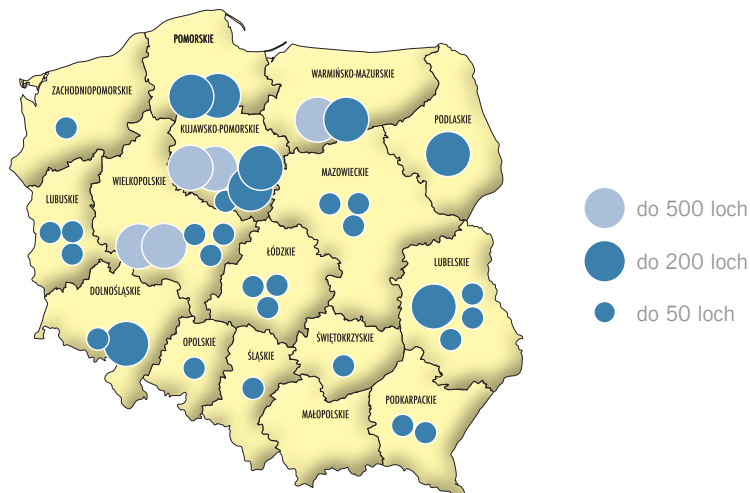 POMORSKIE
WARMIŃSKO-MAZURSKIE
ZACHODNIOPOMORSKIE
PODLASKIE
KUJAWSKO-POMORSKIE
MAZOWIECKIE
WIELKOPOLSKIE
LUBUSKIE
do 500 loch
ŁÓDZKIE
do 200 loch
LUBELSKIE
DOLNOŚLĄSKIE
do 50 loch
ŚWIĘTOKRZYSKIE
OPOLSKIE
ŚLĄSKIE
PODKARPACKIE
MAŁOPOLSKIE